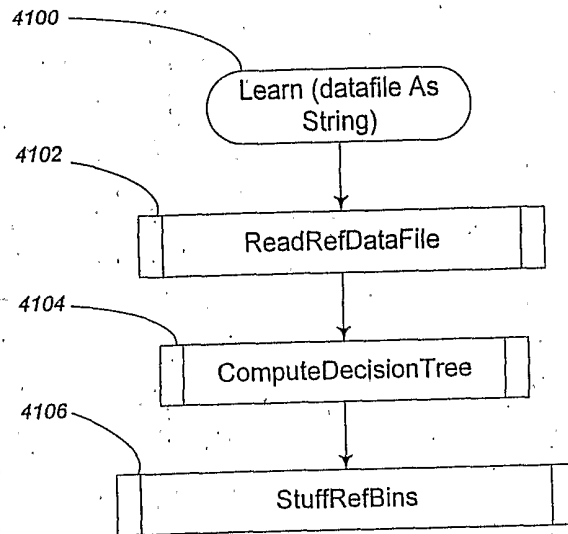 4100
Learn (datafile As
String)
4102
ReadRefDataFile
4104
ComputeDecisionTree
4106
StuffRefBins